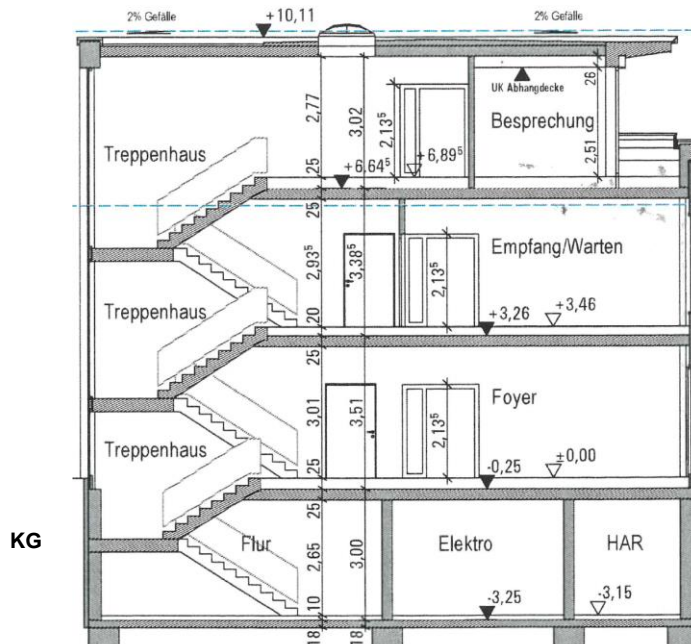 2% Gefälle
+10,11
2% Gefälle
2,77
3,02
2,13⁵
UK Abhangdecke
26
Besprechung
2,51
Treppenhaus
+6,89⁵
+6,64⁵
25
25
Empfang/Warten
2,93⁵
3,38⁵
2,13⁵
Treppenhaus
20
+3,46
+3,26
25
3,01
3,51
Foyer
2,13⁵
Treppenhaus
25
±0,00
-0,25
25
KG
Flur
Elektro
HAR
2,65
3,00
-3,15
-3,25
10
18
18